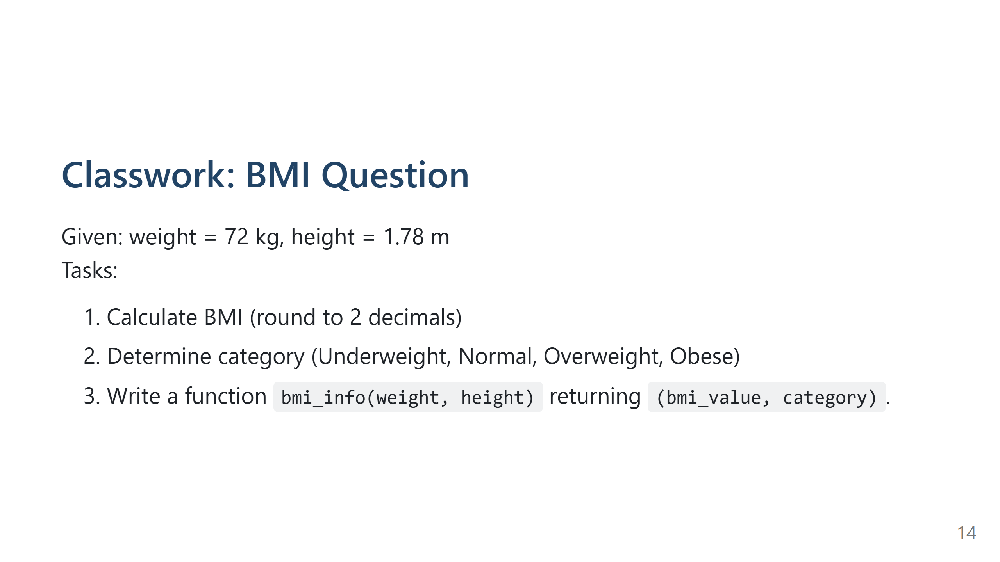 Classwork: BMI Question
Given: weight = 72 kg, height = 1.78 m
Tasks:
1. Calculate BMI (round to 2 decimals)
2. Determine category (Underweight, Normal, Overweight, Obese)
3. Write a function bmi_info(weight, height) returning (bmi_value, category).
14